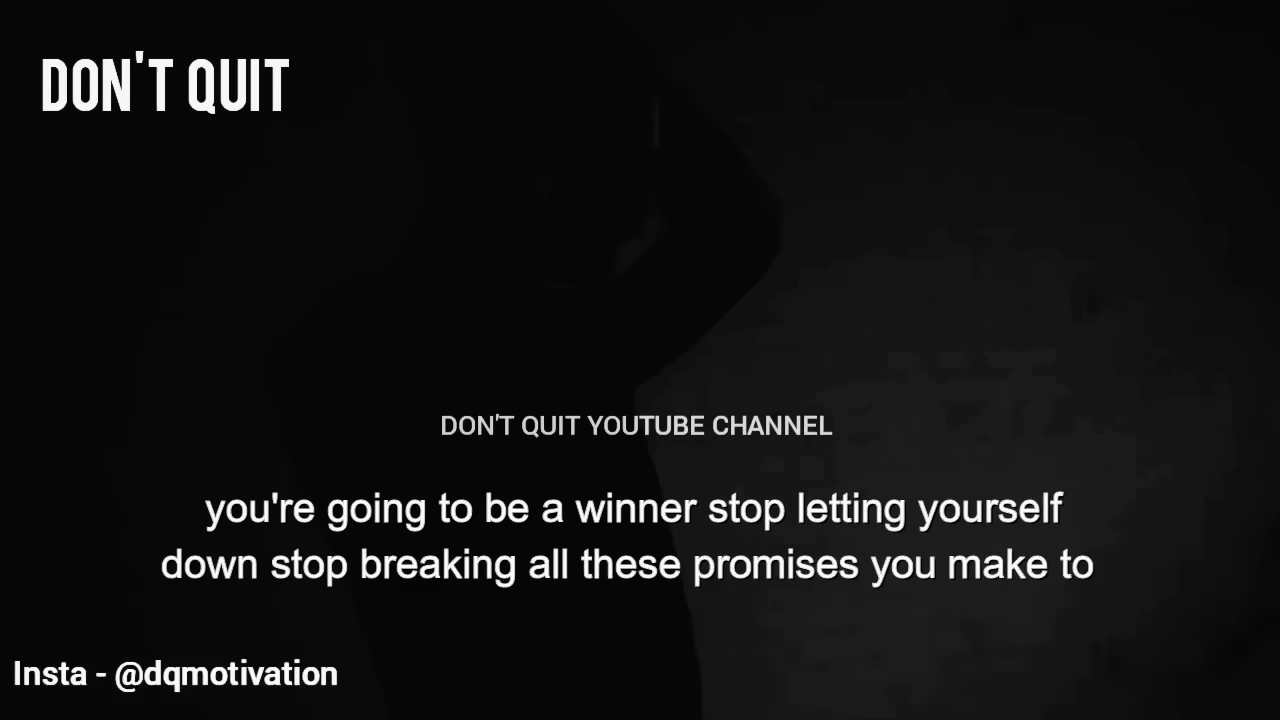 DON'T QUIT
DON'T QUIT YOUTUBE CHANNEL
you're going to be a winner stop letting yourself
down stop breaking all these promises you make to
Insta - @dqmotivation